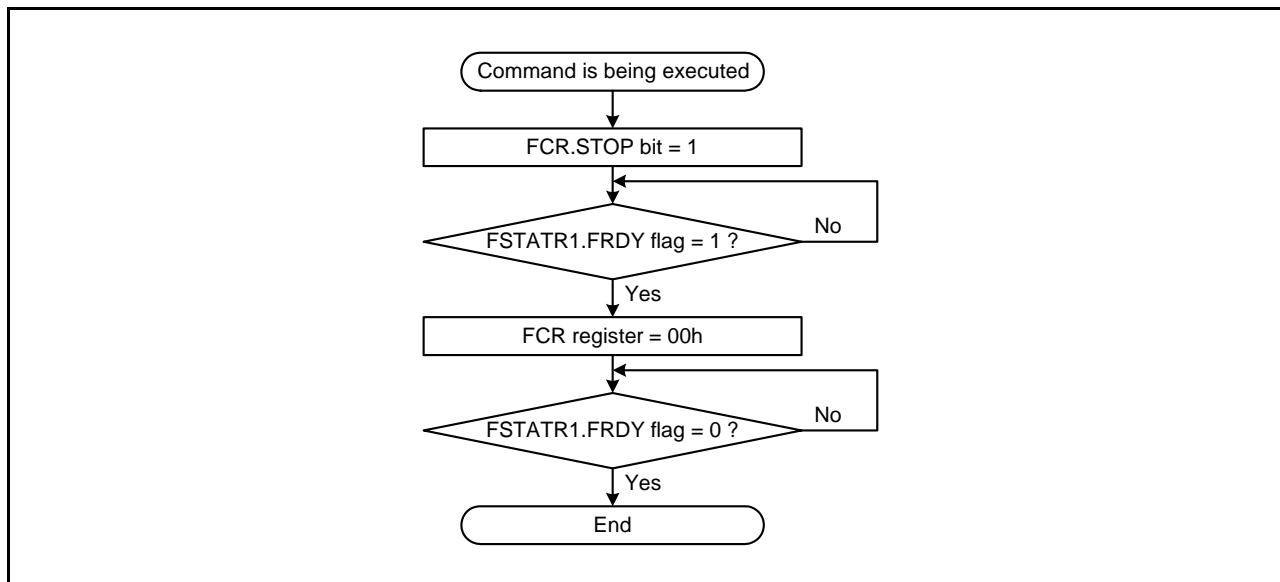 Command is being executed
FCR.STOP bit = 1
FSTATR1.FRDY flag = 1 ?
No
Yes
FCR register = 00h
FSTATR1.FRDY flag = 0 ?
No
Yes
End